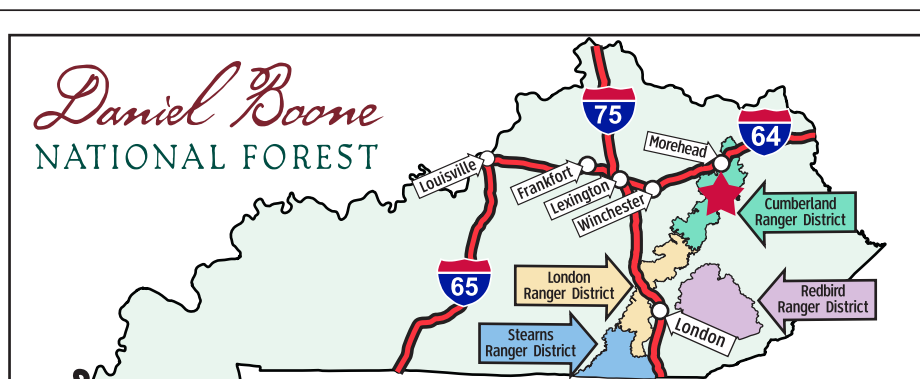 Daniel Boone
NATIONAL FOREST
75
64
Morehead
Louisville
Frankfort
Lexington
Winchester
Cumberland
Ranger District
65
London
Ranger District
Redbird
Ranger District
Stearns
Ranger District
London